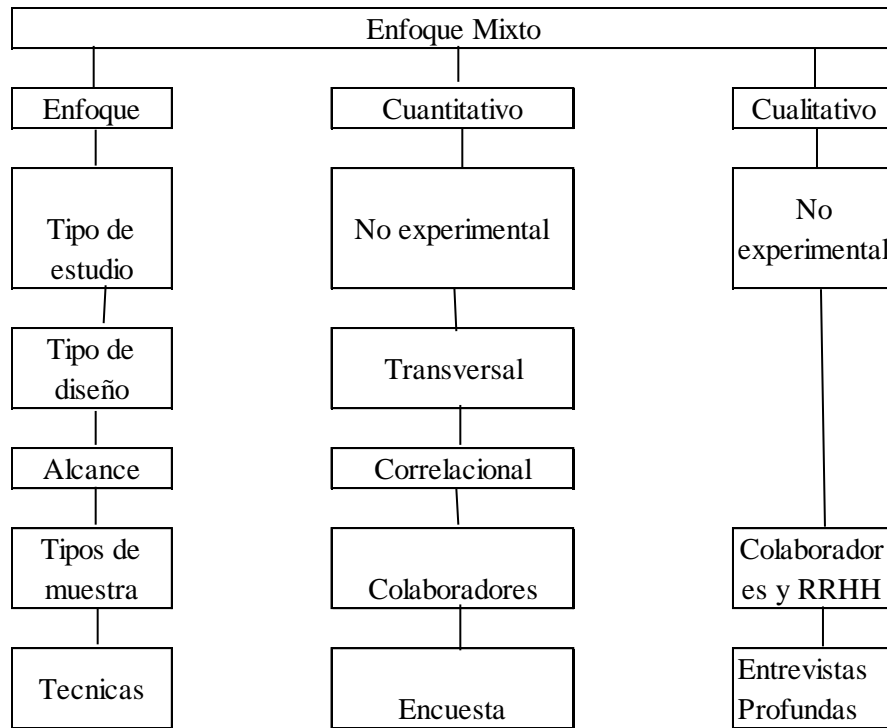 Enfoque Mixto
Enfoque
Cuantitativo
Cualitativo
Tipo de
estudio
No experimental
No
experimental
Tipo de
diseño
Transversal
Alcance
Correlacional
Tipos de
muestra
Colaboradores
Colaborador
es y RRHH
Tecnicas
Encuesta
Entrevistas
Profundas